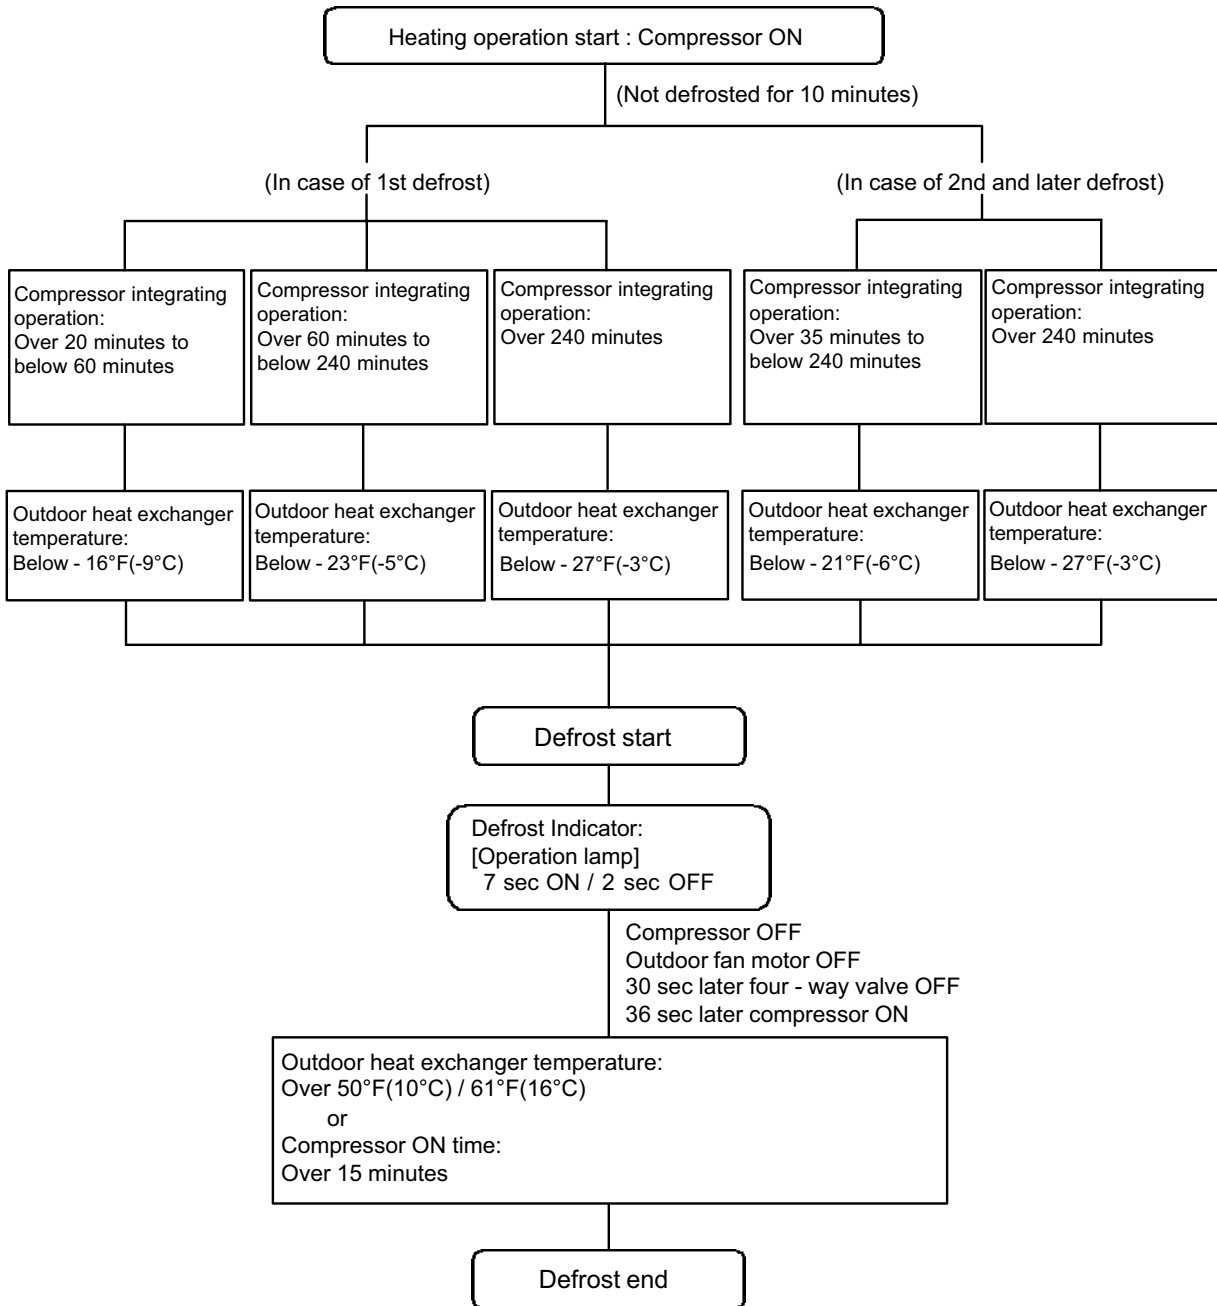 Heating operation start : Compressor ON
(Not defrosted for 10 minutes)
(In case of 1st defrost)
(In case of 2nd and later defrost)
Compressor integrating
operation:
Over 20 minutes to
below 60 minutes
Compressor integrating
operation:
Over 60 minutes to
below 240 minutes
Compressor integrating
operation:
Over 240 minutes
Compressor integrating
operation:
Over 35 minutes to
below 240 minutes
Compressor integrating
operation:
Over 240 minutes
Outdoor heat exchanger
temperature:
Below - 16°F(-9°C)
Outdoor heat exchanger
temperature:
Below - 23°F(-5°C)
Outdoor heat exchanger
temperature:
Below - 27°F(-3°C)
Outdoor heat exchanger
temperature:
Below - 21°F(-6°C)
Outdoor heat exchanger
temperature:
Below - 27°F(-3°C)
Defrost start
Defrost Indicator:
[Operation lamp]
7 sec ON / 2 sec OFF
Compressor OFF
Outdoor fan motor OFF
30 sec later four - way valve OFF
36 sec later compressor ON
Outdoor heat exchanger temperature:
Over 50°F(10°C) / 61°F(16°C)
or
Compressor ON time:
Over 15 minutes
Defrost end